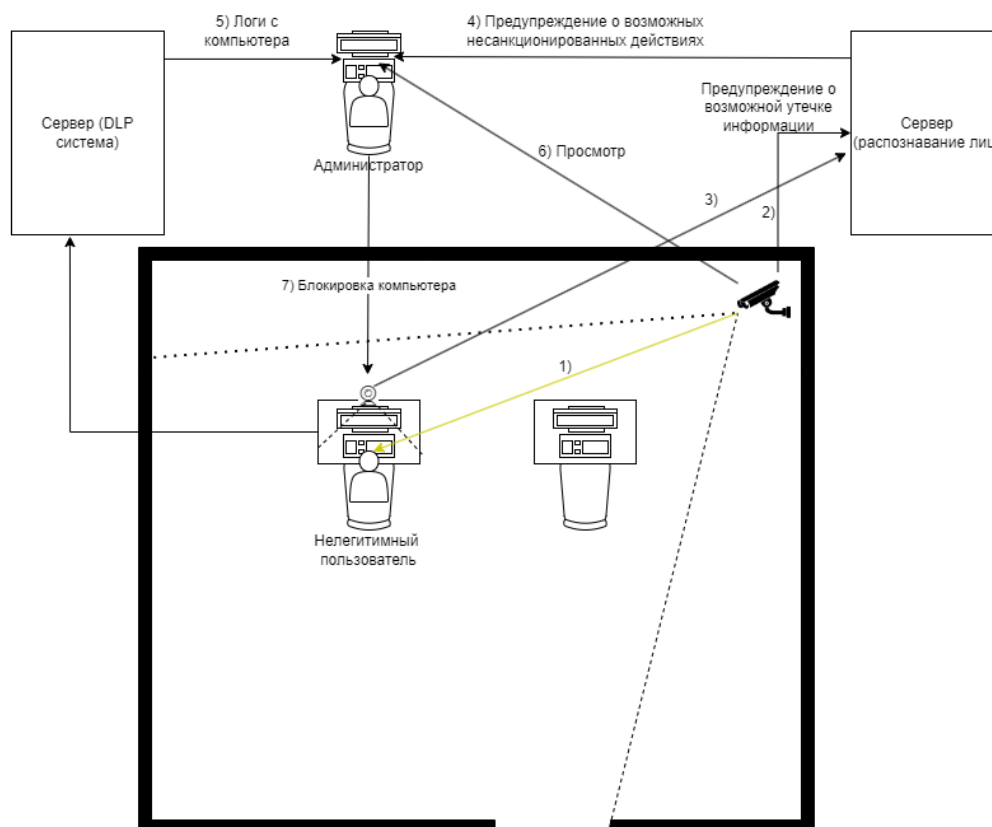 5) Логи с
компьютера
4) Предупреждение о возможных
несанкционированных действиях
Сервер (DLP
система)
Администратор
Предупреждение о
возможной утечке
информации
Сервер
(распознавание лиц
6) Просмотр
3)
2)
7) Блокировка компьютера
1)
Нелегитимный
пользователь